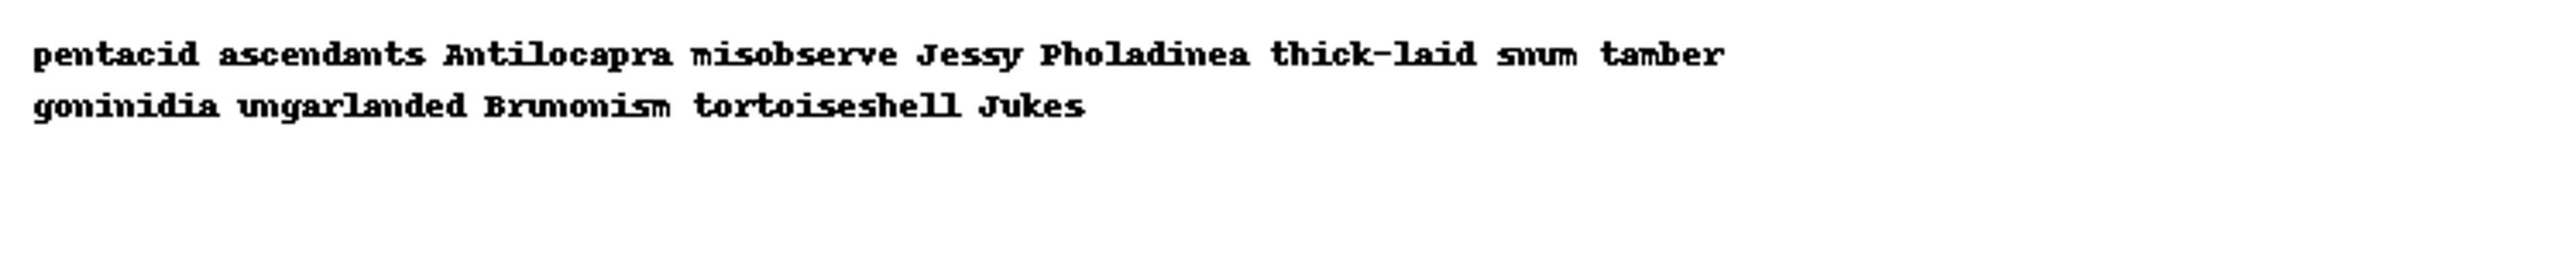 pentacid ascendants Antilocapra misobserve Jessy Pholadinea thick-laid snum tamber
goninidia ungarlanded Brunonism tortoiseshell Jukes